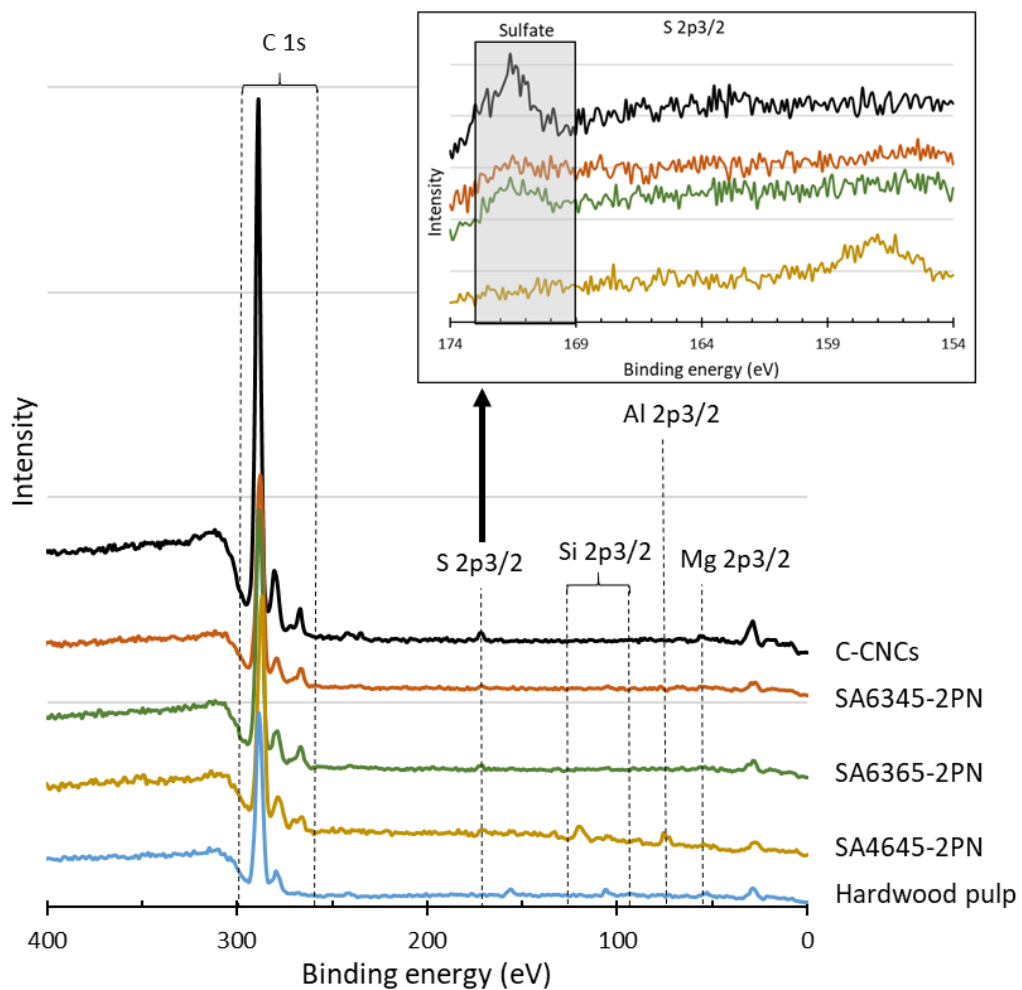 C 1s
Sulfate
S 2p3/2
Intensity
174
169
164
159
154
Binding energy (eV)
Intensity
Al 2p3/2
S 2p3/2
Si 2p3/2
Mg 2p3/2
C-CNCs
SA6345-2PN
SA6365-2PN
SA4645-2PN
Hardwood pulp
400
300
200
100
0
Binding energy (eV)